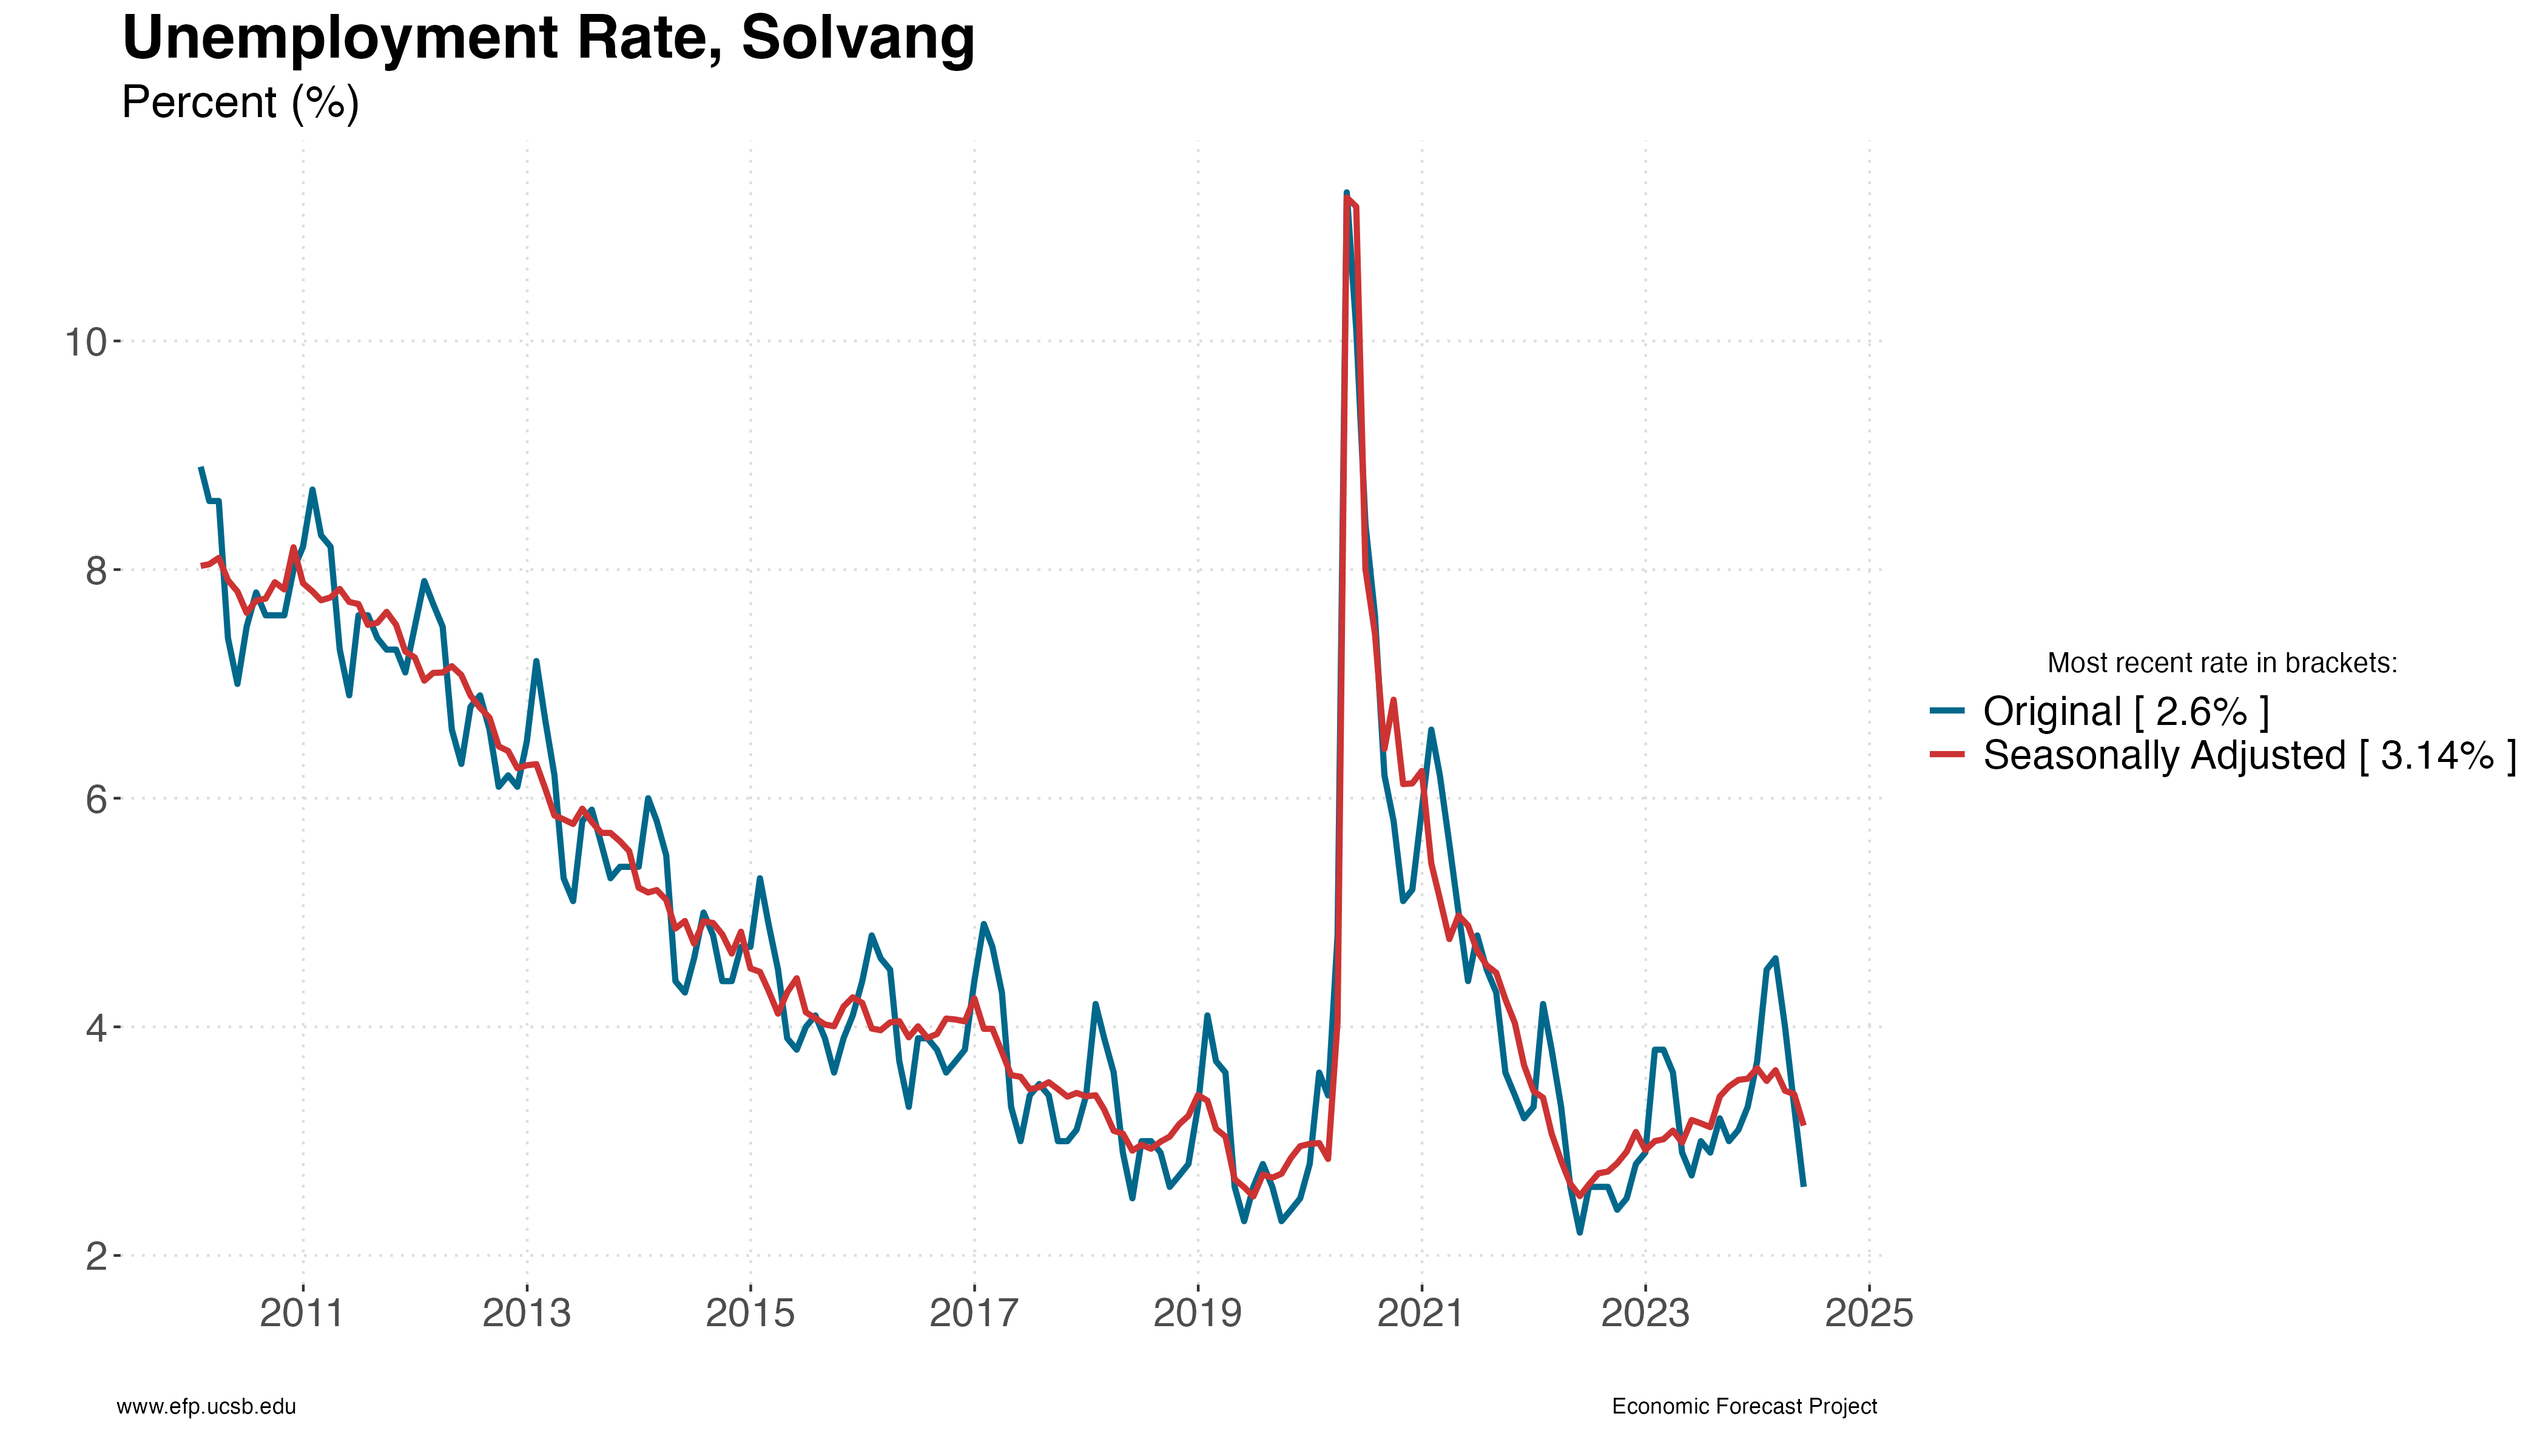 Unemployment Rate, Solvang
Percent (%)
10
8
6
4
2
2011 2013 2015 2017 2019 2021 2023 2025
Most recent rate in brackets:
Original [ 2.6% ]
Seasonally Adjusted [ 3.14% ]
www.efp.ucsb.edu
Economic Forecast Project